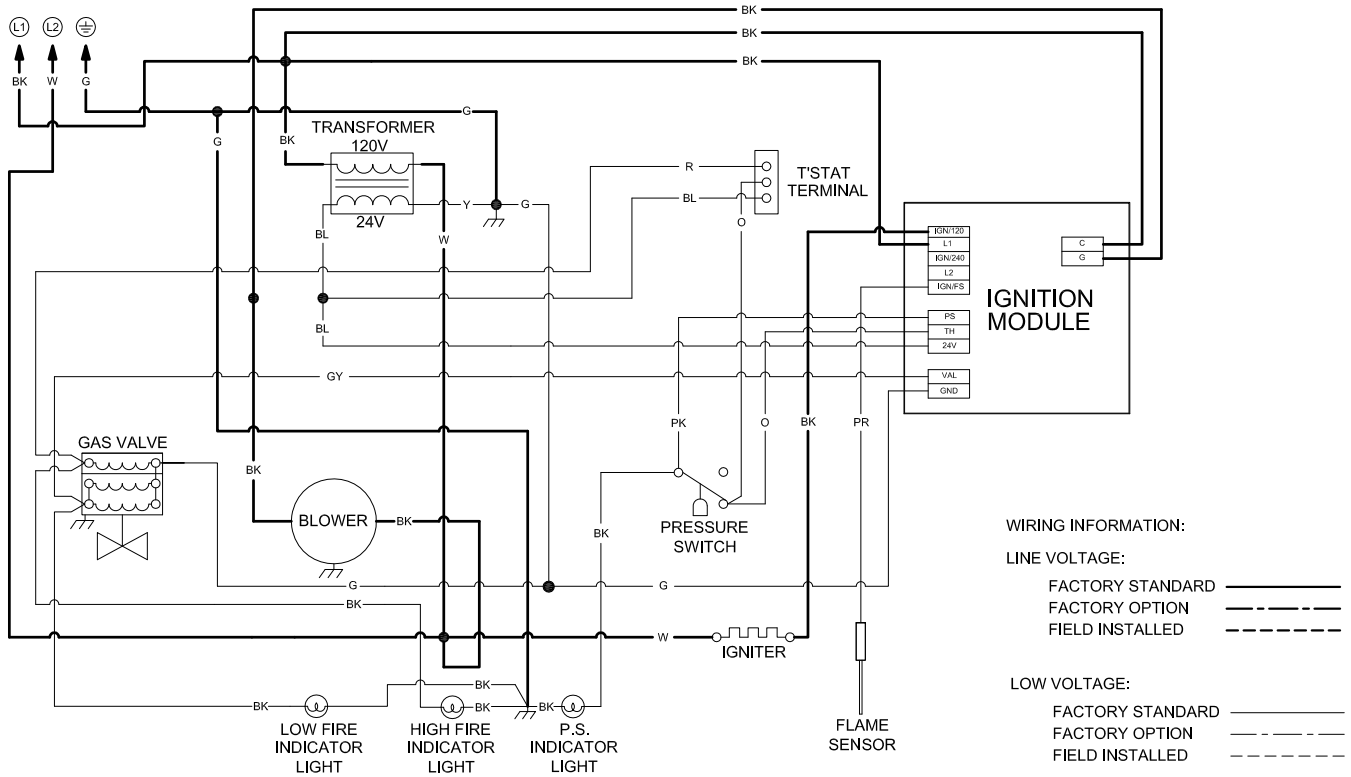 BK
L1
L2
BK
BK
BK
W
G
G
G
BK
TRANSFORMER
120V
24V
R
T'STAT
TERMINAL
BL
Y
G
O
BL
W
IGN/120
L1
IGN/240
L2
IGN/FS
C
G
IGNITION
MODULE
PS
TH
24V
BL
GY
VAL
GND
PK
O
BK
PR
GAS VALVE
BK
BLOWER
BK
PRESSURE
SWITCH
BK
WIRING INFORMATION:
LINE VOLTAGE:
FACTORY STANDARD
FACTORY OPTION
FIELD INSTALLED
G
G
BK
W
IGNITER
LOW VOLTAGE:
FACTORY STANDARD
FACTORY OPTION
FIELD INSTALLED
BK
BK
BK
BK
LOW FIRE
INDICATOR
LIGHT
HIGH FIRE
INDICATOR
LIGHT
P.S.
INDICATOR
LIGHT
FLAME
SENSOR